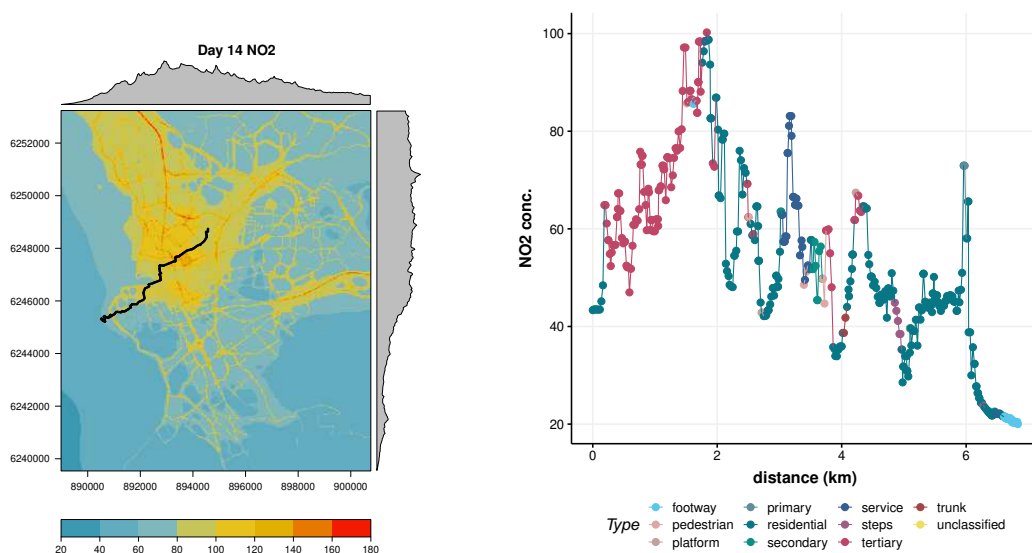 Day 14 NO2
6252000
6250000
6248000
6246000
6244000
6242000
6240000
890000 892000 894000 896000 898000 900000
20 40 60 80 100 120 140 160 180
NO2 conc.
100
80
60
40
20
0 2 4 6
distance (km)
Type
footway primary service trunk
pedestrian residential steps unclassified
platform secondary tertiary